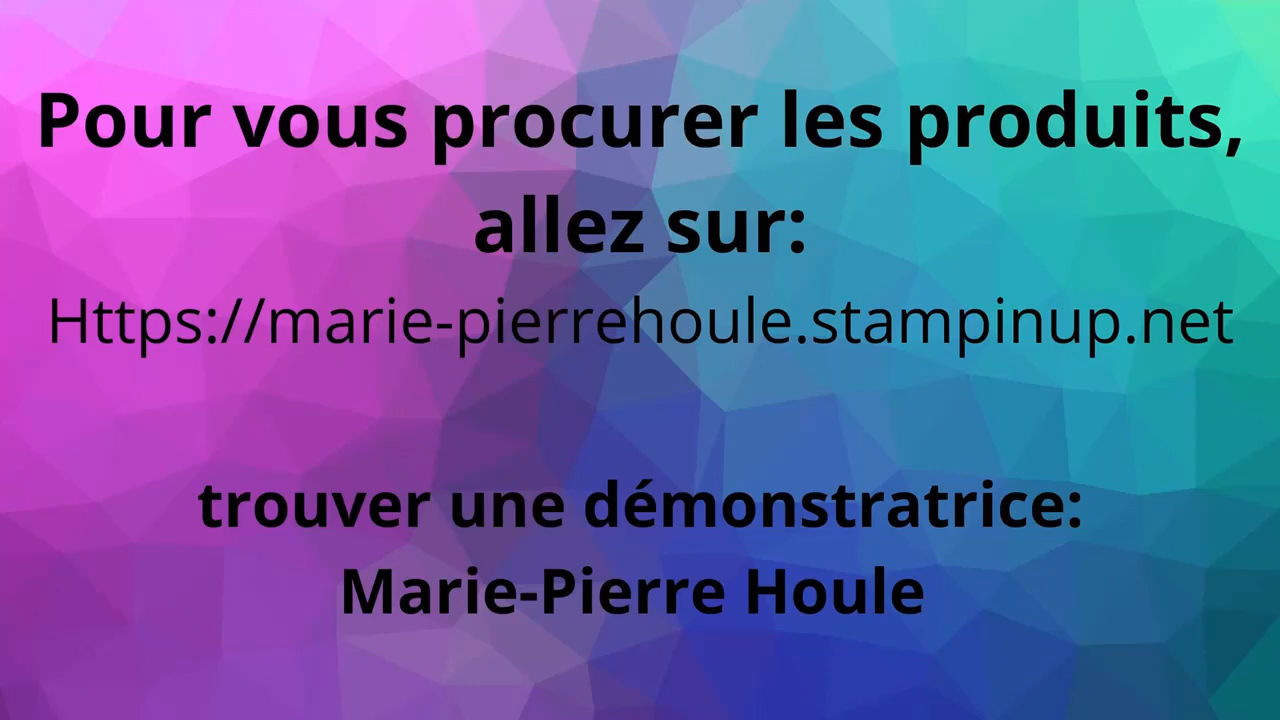 Pour vous procurer les produits,
allez sur:
Https://marie-pierrehoule.stampinup.net
trouver une démonstratrice:
Marie-Pierre Houle